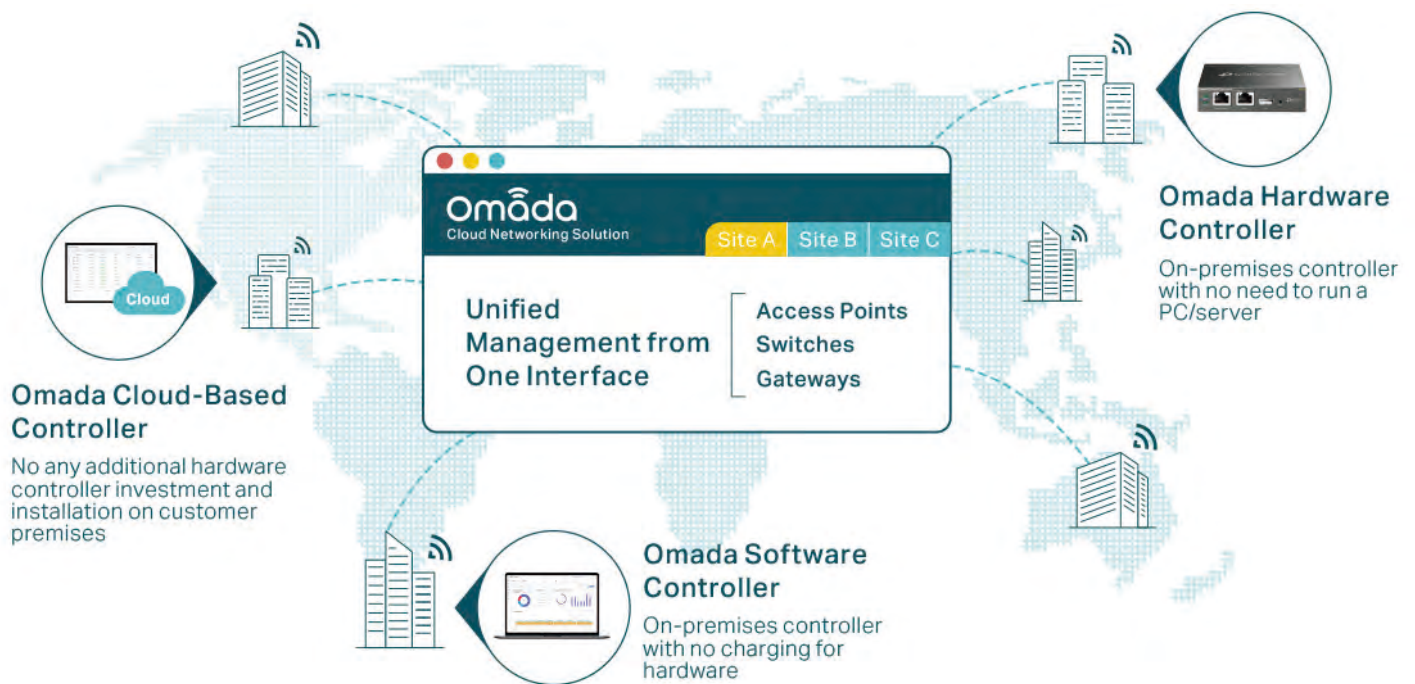 Omada
Cloud Networking Solution
Site A
Site B
Site C
Unified
Management from
One Interface
Access Points
Switches
Gateways
Omada Hardware
Controller
On-premises controller
with no need to run a
PC/server
Cloud
Omada Cloud-Based
Controller
No any additional hardware
controller investment and
installation on customer
premises
Omada Software
Controller
On-premises controller
with no charging for
hardware